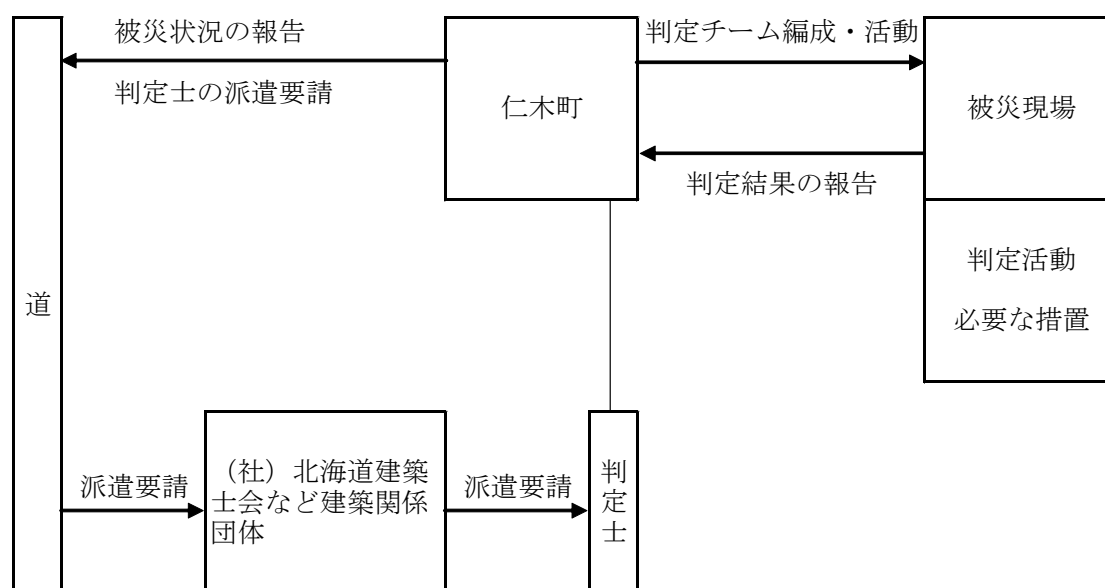 被災状況の報告
判定士の派遣要請
仁木町
判定チーム編成・活動
判定結果の報告
被災現場
判定活動
必要な措置
道
派遣要請
（社）北海道建築
士会など建築関係
団体
派遣要請
判定士